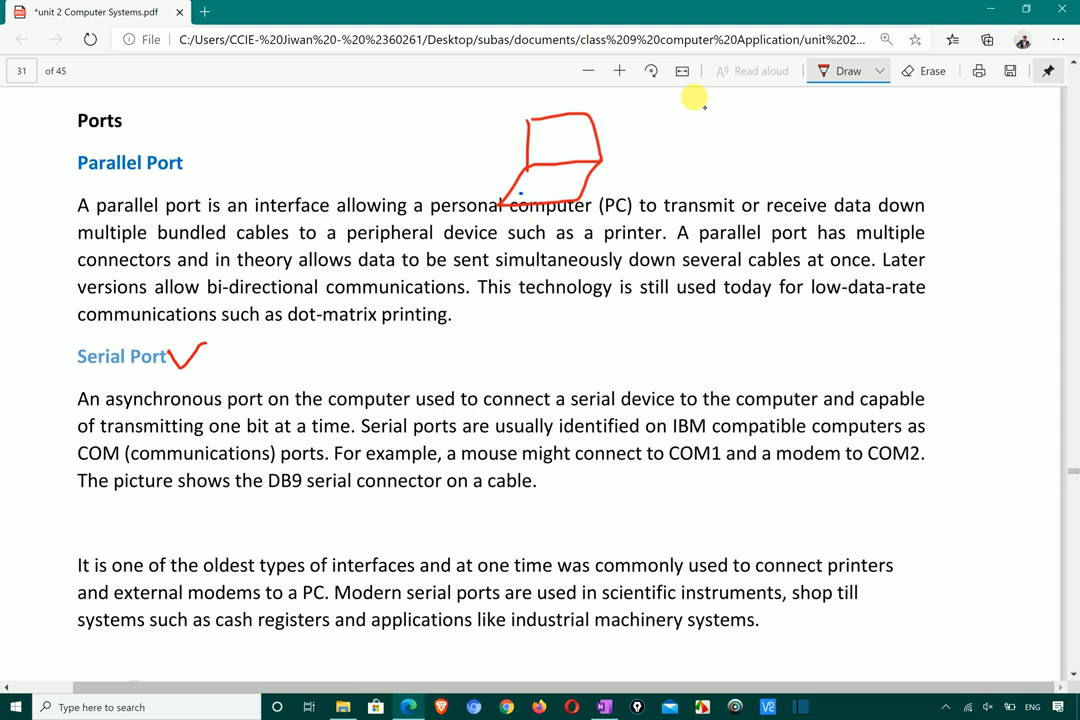 *unit 2 Computer Systems.pdf
File
C:/Users/CCIE-%20Jiwan%20-%20%2360261/Desktop/subas/documents/class%209%20computer%20Application/unit%202...
31 of 45
Read aloud
Draw
Erase
Ports
Parallel Port
A parallel port is an interface allowing a personal computer (PC) to transmit or receive data down
multiple bundled cables to a peripheral device such as a printer. A parallel port has multiple
connectors and in theory allows data to be sent simultaneously down several cables at once. Later
versions allow bi-directional communications. This technology is still used today for low-data-rate
communications such as dot-matrix printing.
Serial Port
An asynchronous port on the computer used to connect a serial device to the computer and capable
of transmitting one bit at a time. Serial ports are usually identified on IBM compatible computers as
COM (communications) ports. For example, a mouse might connect to COM1 and a modem to COM2.
The picture shows the DB9 serial connector on a cable.
It is one of the oldest types of interfaces and at one time was commonly used to connect printers
and external modems to a PC. Modern serial ports are used in scientific instruments, shop till
systems such as cash registers and applications like industrial machinery systems.
Type here to search
ENG